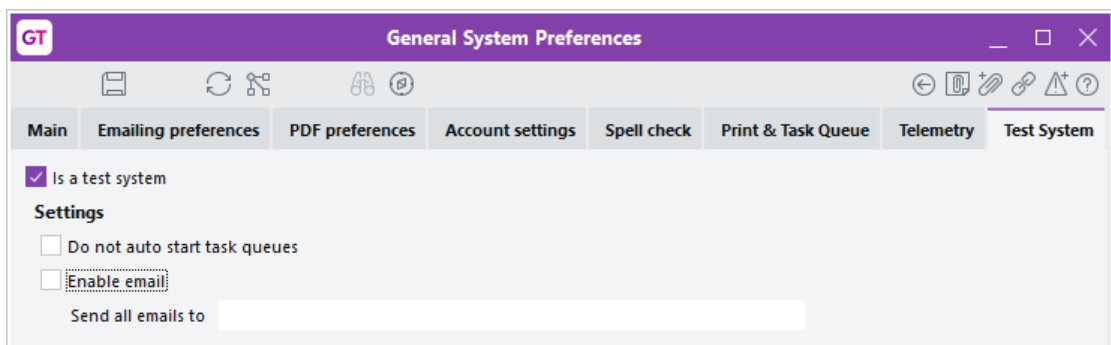 GT General System Preferences
Main Emailing preferences PDF preferences Account settings Spell check Print & Task Queue Telemetry Test System
Is a test system
Settings
Do not auto start task queues
Enable email
Send all emails to